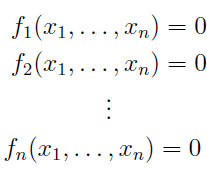 f₁(x₁, . . . , xₙ) = 0
f₂(x₁, . . . , xₙ) = 0
⋮
fₙ(x₁, . . . , xₙ) = 0